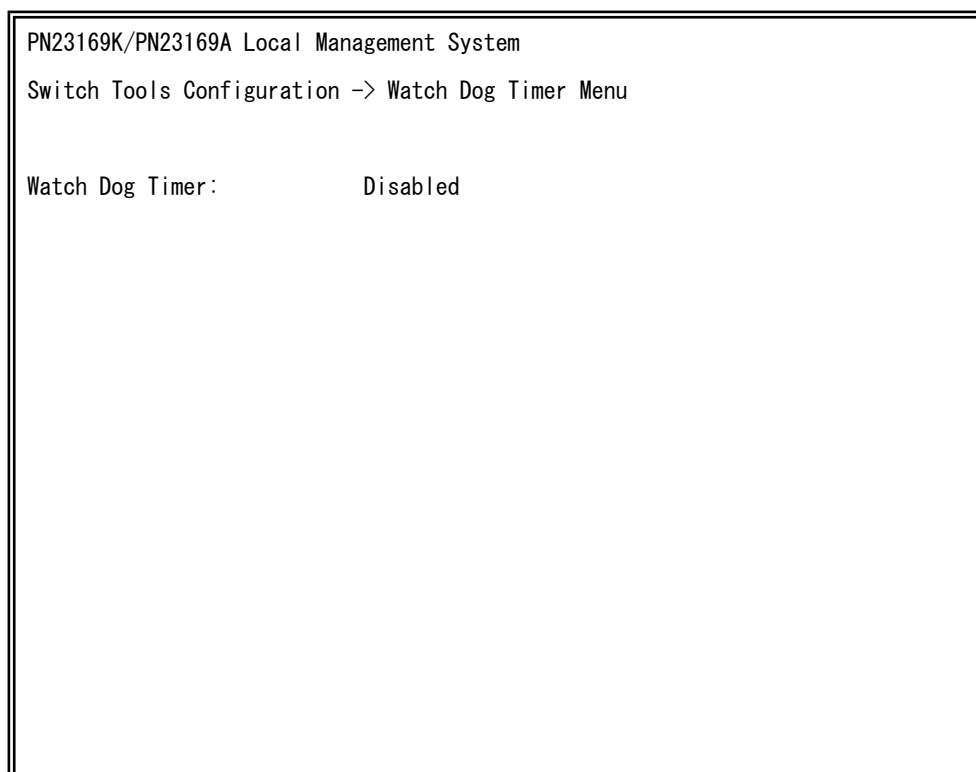 PN23169K/PN23169A Local Management System
Switch Tools Configuration -> Watch Dog Timer Menu
Watch Dog Timer: Disabled